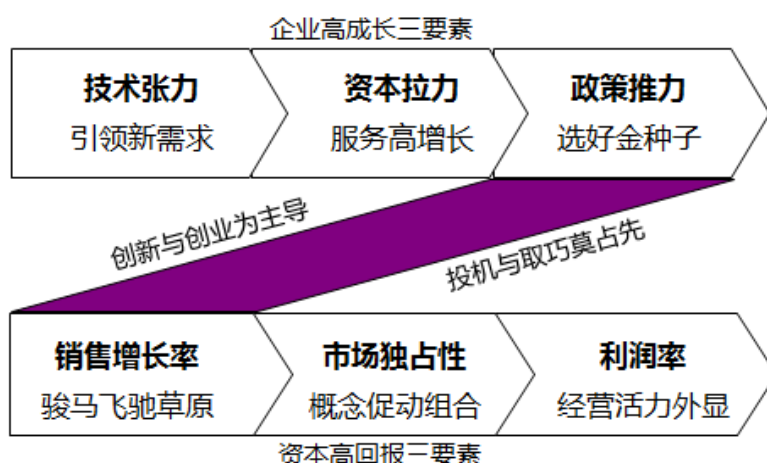 企业高成长三要素
技术张力
引领新需求
资本拉力
服务高增长
政策推力
选好金种子
创新与创业为主导
投机与取巧莫占先
销售增长率
骏马飞驰草原
市场独占性
概念促动组合
利润率
经营活力外显
资本高回报三要素